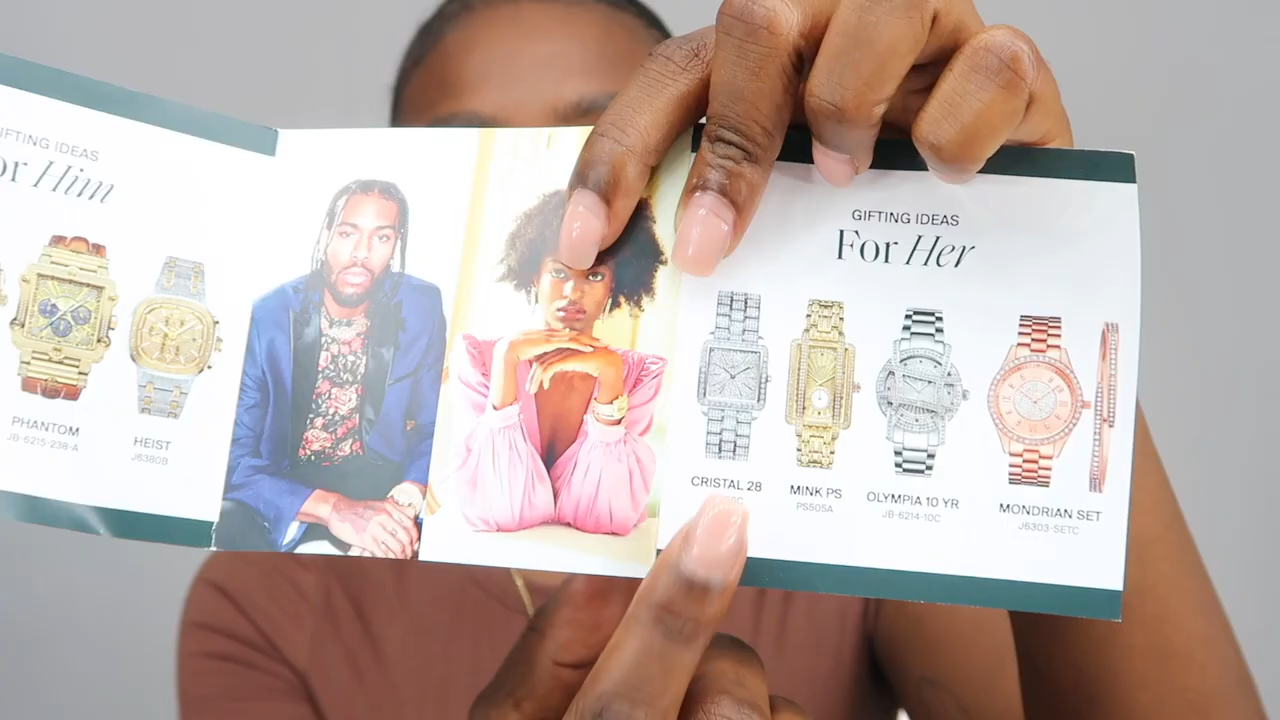 GIFTING IDEAS
For Him
PHANTOM
JB-6215-238-A
HEIST
J6380B
GIFTING IDEAS
For Her
CRISTAL 28
MINK PS
PS505A
OLYMPIA 10 YR
JB-6214-10C
MONDRIAN SET
J6303-SETC